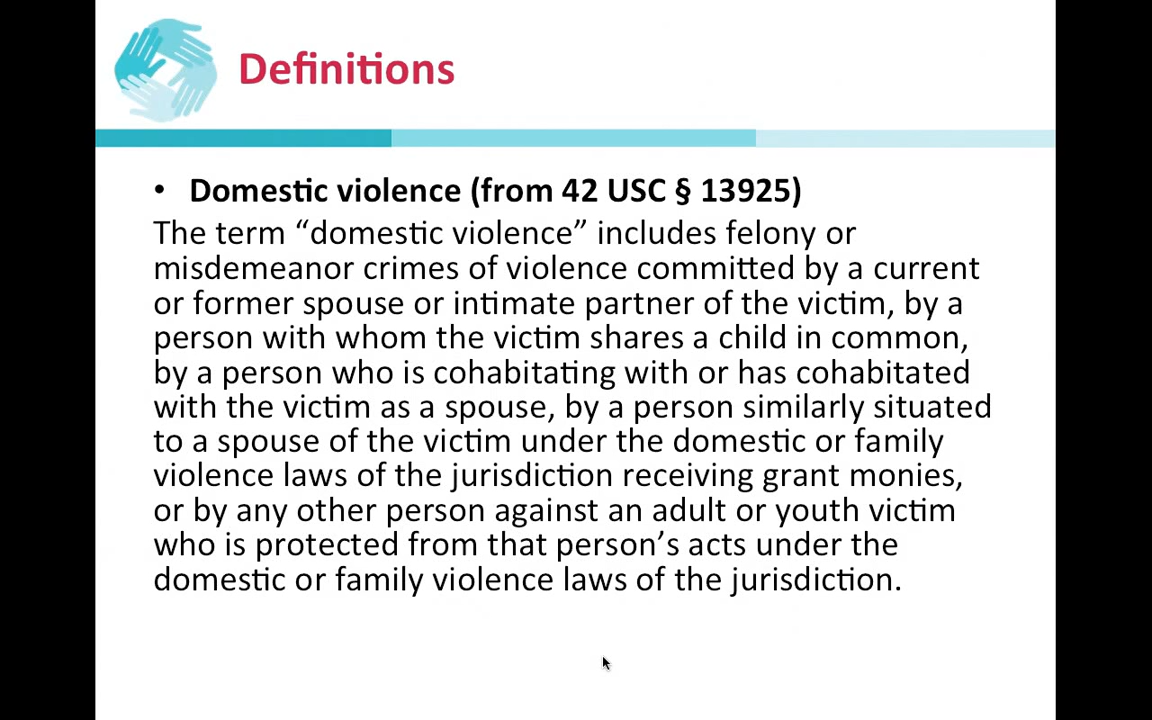 Definitions
• Domestic violence (from 42 USC § 13925)
The term “domestic violence” includes felony or
misdemeanor crimes of violence committed by a current
or former spouse or intimate partner of the victim, by a
person with whom the victim shares a child in common,
by a person who is cohabitating with or has cohabitated
with the victim as a spouse, by a person similarly situated
to a spouse of the victim under the domestic or family
violence laws of the jurisdiction receiving grant monies,
or by any other person against an adult or youth victim
who is protected from that person’s acts under the
domestic or family violence laws of the jurisdiction.